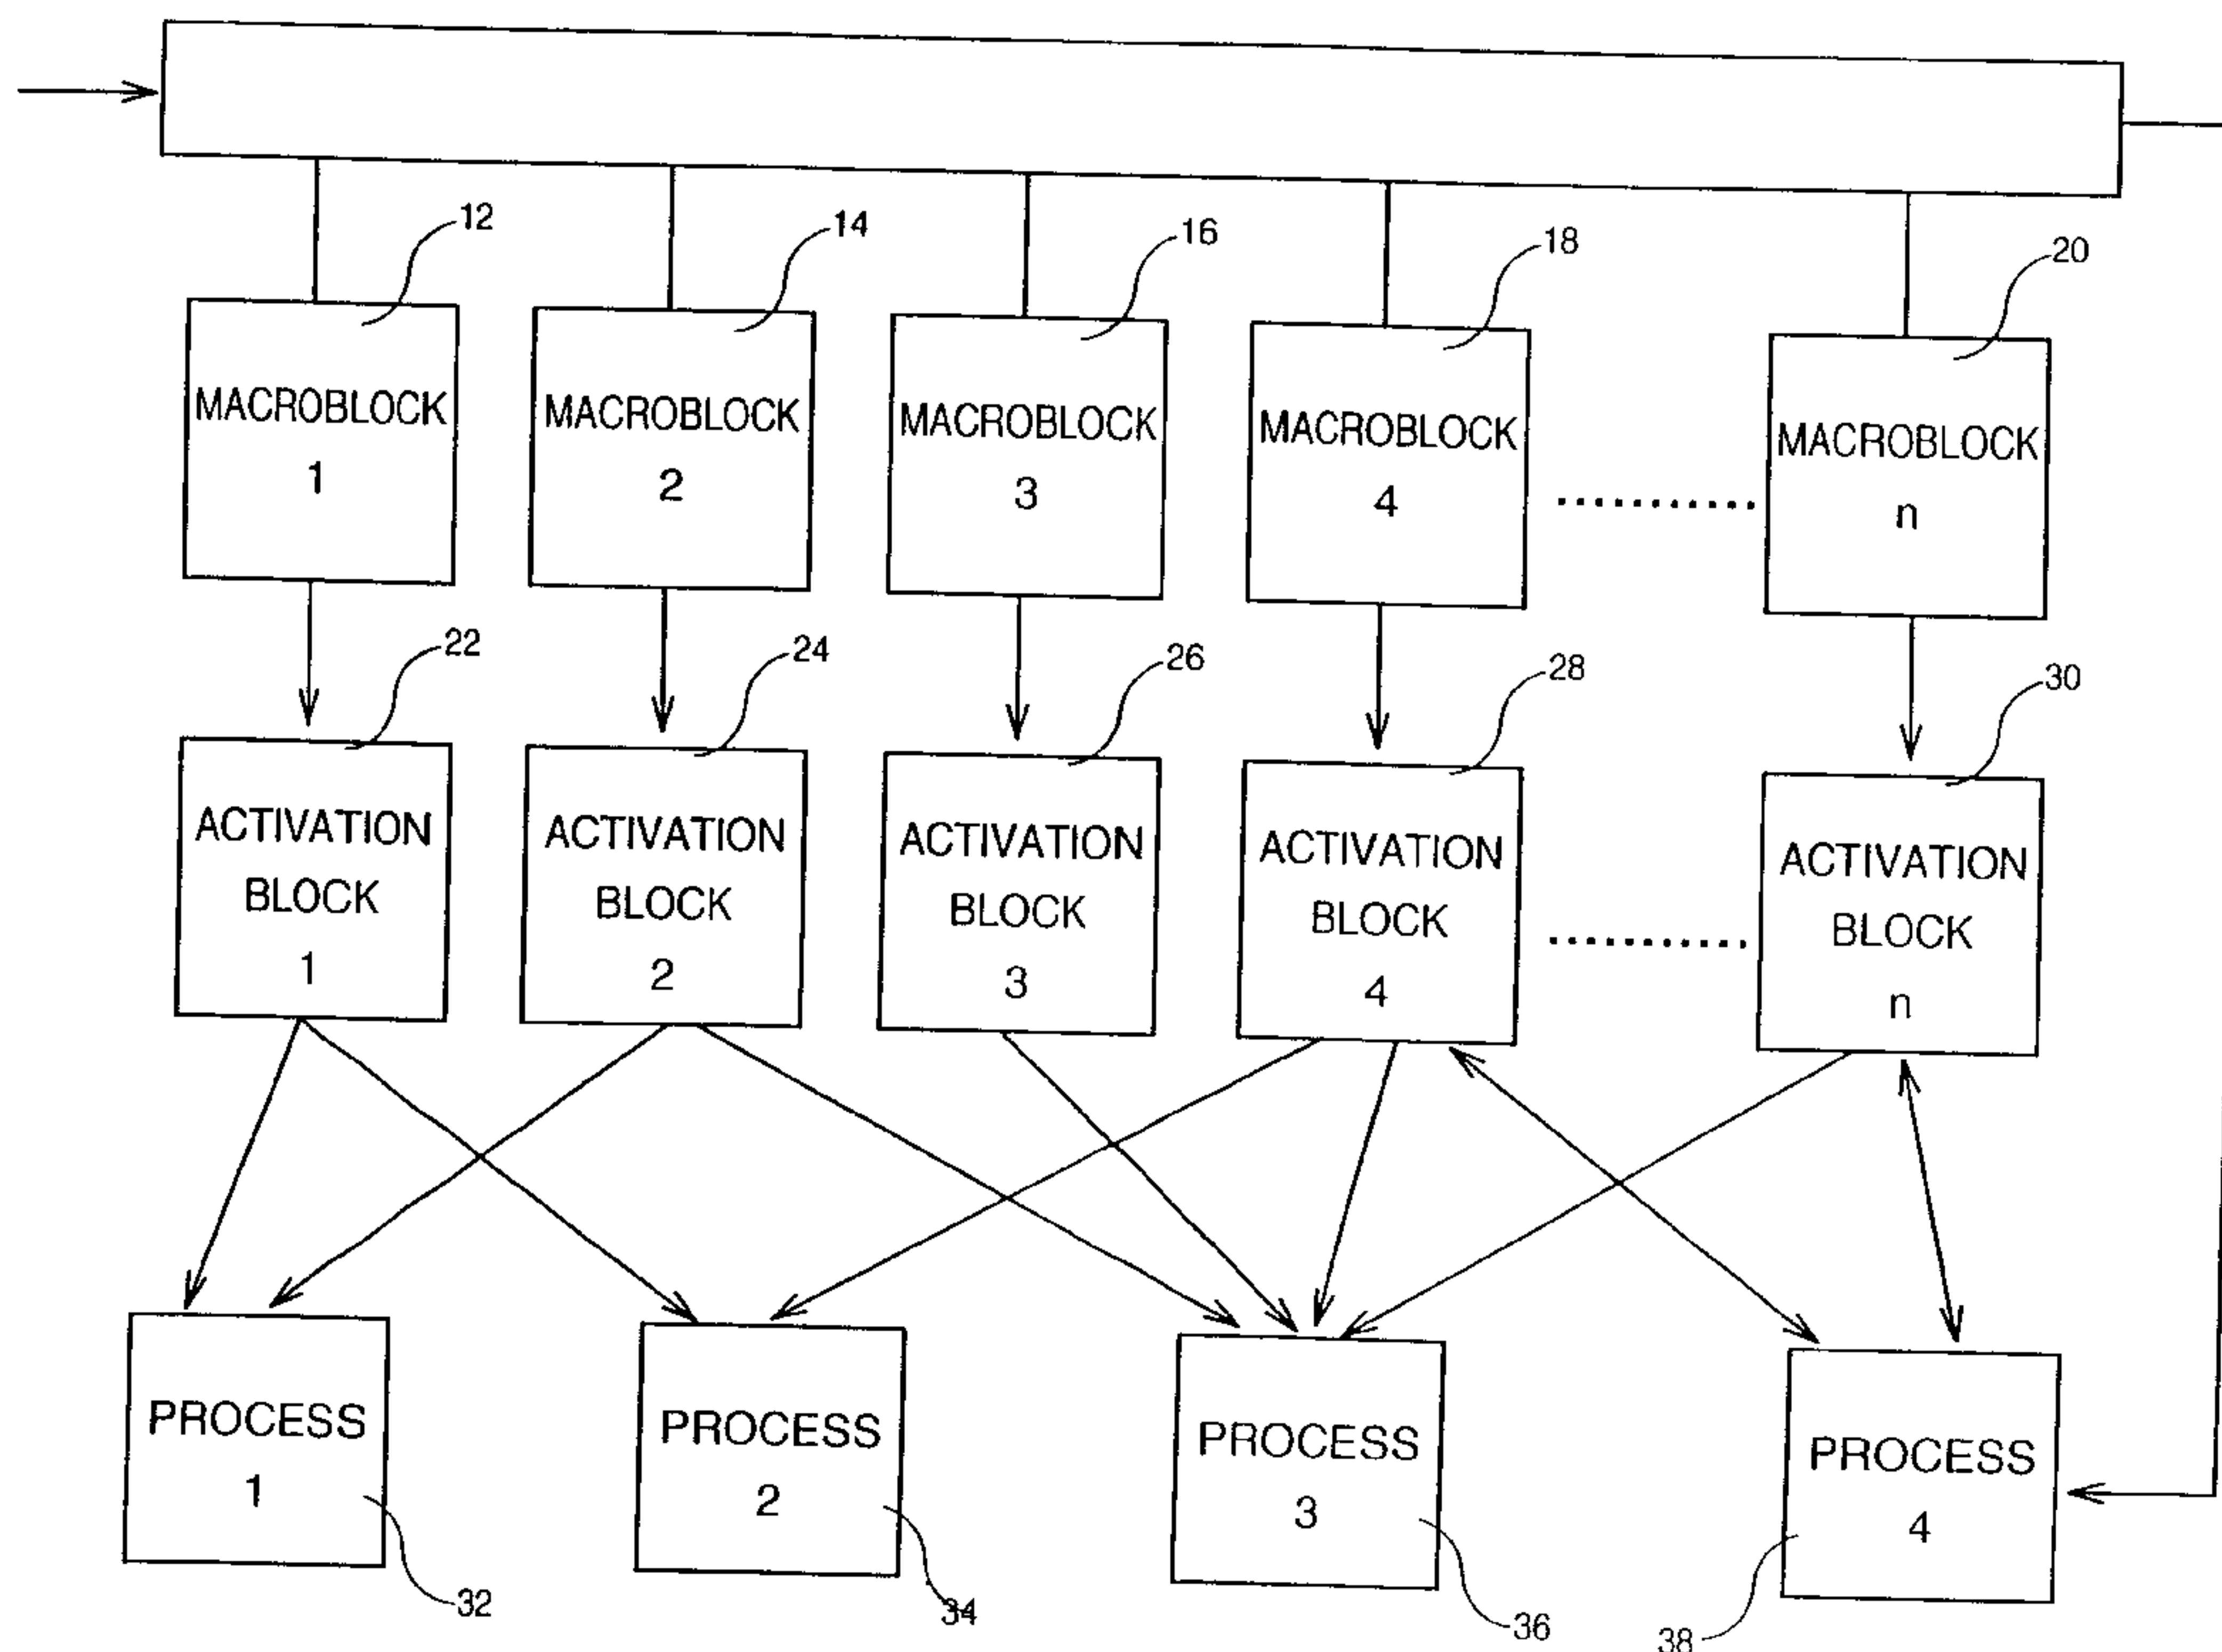 12
14
16
18
20
MACROBLOCK
1
MACROBLOCK
2
MACROBLOCK
3
MACROBLOCK
4
MACROBLOCK
n
22
24
26
28
30
ACTIVATION
BLOCK
1
ACTIVATION
BLOCK
2
ACTIVATION
BLOCK
3
ACTIVATION
BLOCK
4
ACTIVATION
BLOCK
n
PROCESS
1
PROCESS
2
PROCESS
3
PROCESS
4
32
34
36
38